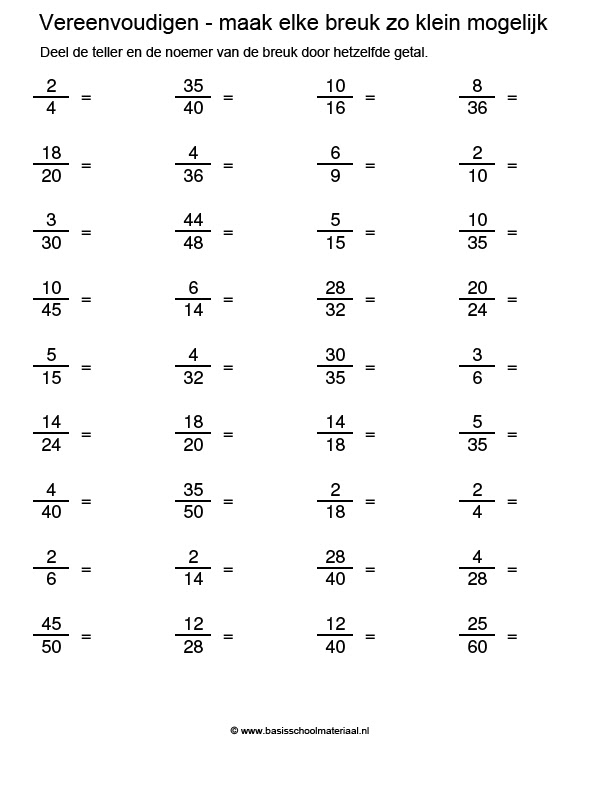 Vereenvoudigen - maak elke breuk zo klein mogelijk
Deel de teller en de noemer van de breuk door hetzelfde getal.
2/4 = 35/40 = 10/16 = 8/36 =
18/20 = 4/36 = 6/9 = 2/10 =
3/30 = 44/48 = 5/15 = 10/35 =
10/45 = 6/14 = 28/32 = 20/24 =
5/15 = 4/32 = 30/35 = 3/6 =
14/24 = 18/20 = 14/18 = 5/35 =
4/40 = 35/50 = 2/18 = 2/4 =
2/6 = 2/14 = 28/40 = 4/28 =
45/50 = 12/28 = 12/40 = 25/60 =
© www.basisschoolmateriaal.nl